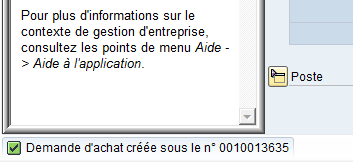 Pour plus d'informations sur le
contexte de gestion d'entreprise,
consultez les points de menu Aide -
> Aide à l'application.
Poste
Demande d'achat créée sous le n° 0010013635